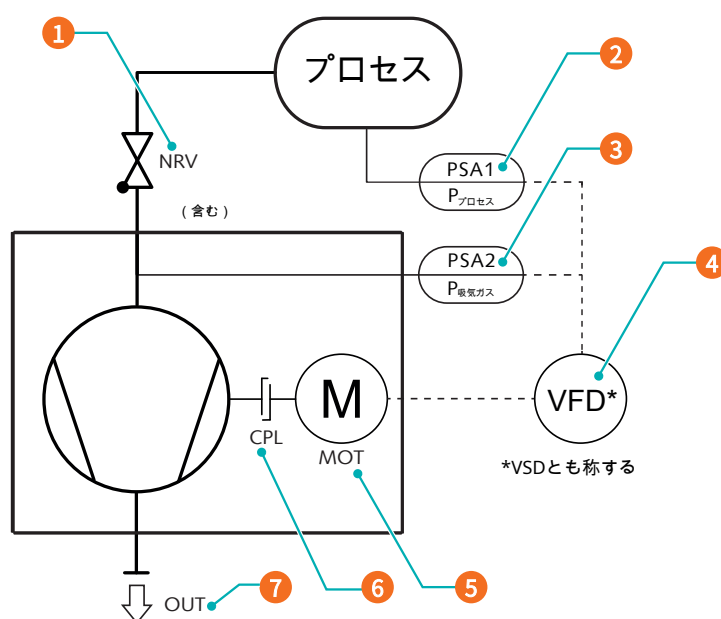 1
プロセス
2
NRV
PSA1
3
Pプロセス
(含む)
PSA2
4
P吸気ガス
M
VFD*
CPL
MOT
*VSDとも称する
7
OUT
6
5